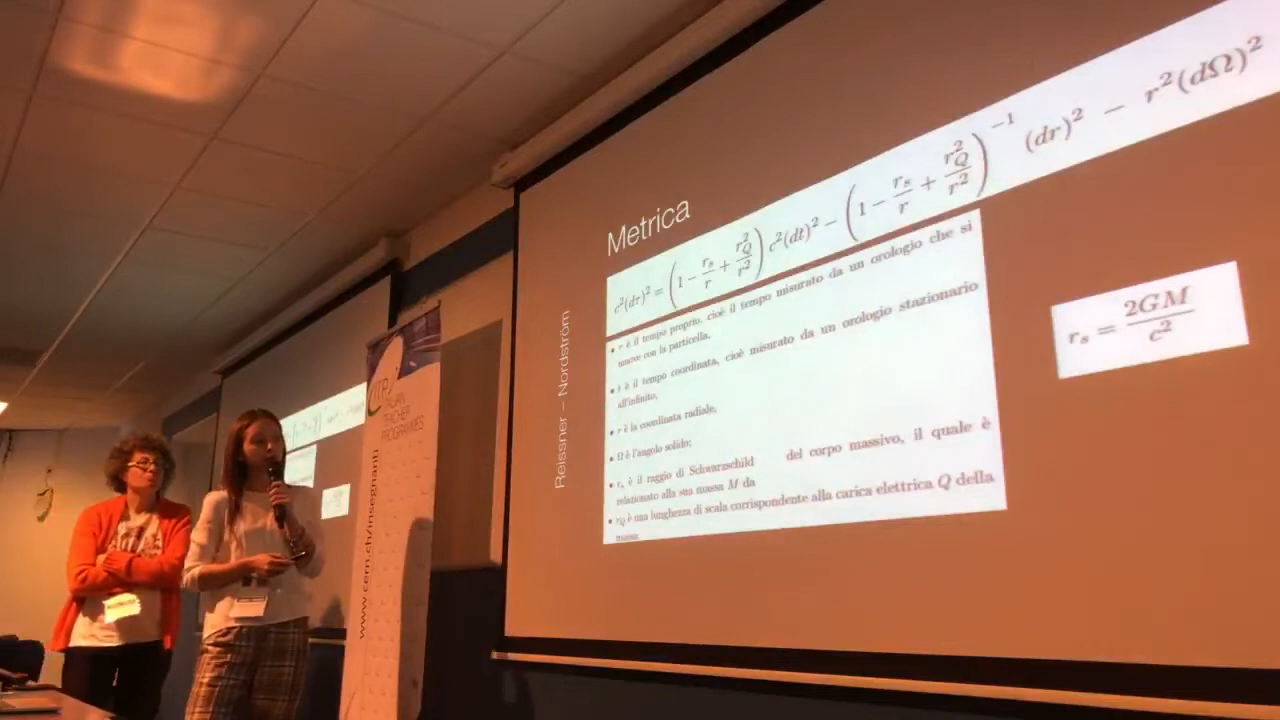 Metrica
c²(dτ)² = (1 − r_s/r + r_Q²/r²) c²(dt)² − (1 − r_s/r + r_Q²/r²)⁻¹ (dr)² − r²(dΩ)²
Reissner – Nordström
• τ è il tempo proprio, cioè il tempo misurato da un orologio che si
muove con la particella,
• t è il tempo coordinata, cioè misurato da un orologio stazionario
all'infinito,
• r è la coordinata radiale,
• Ω è l'angolo solido;
• r_s è il raggio di Schwarzschild del corpo massivo, il quale è
relazionato alla sua massa M da
• r_Q è una lunghezza di scala corrispondente alla carica elettrica Q della
r_s = 2GM/c²
ITP
ITALIAN
TEACHER
PROGRAMMES
www.cern.ch/insegnanti